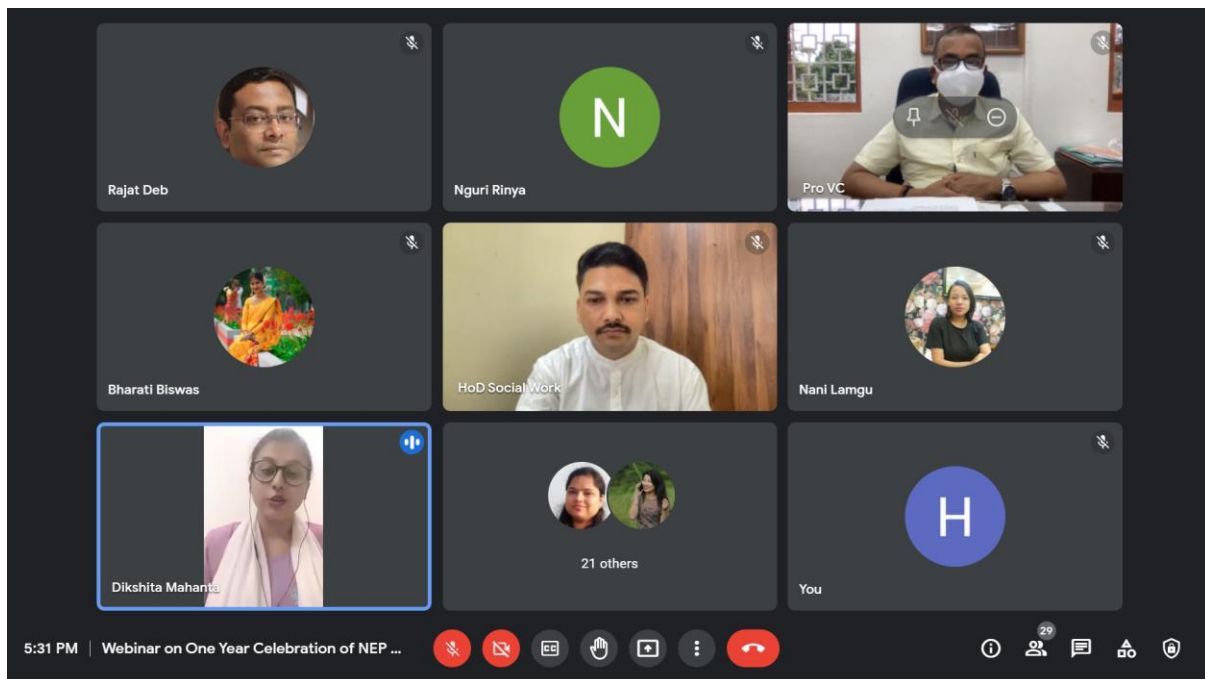 Rajat Deb
N
Nguri Rinya
Pro VC
Bharati Biswas
HoD Social Work
Nani Lamgu
Dikshita Mahanta
21 others
H
You
5:31 PM | Webinar on One Year Celebration of NEP ...
CC
29